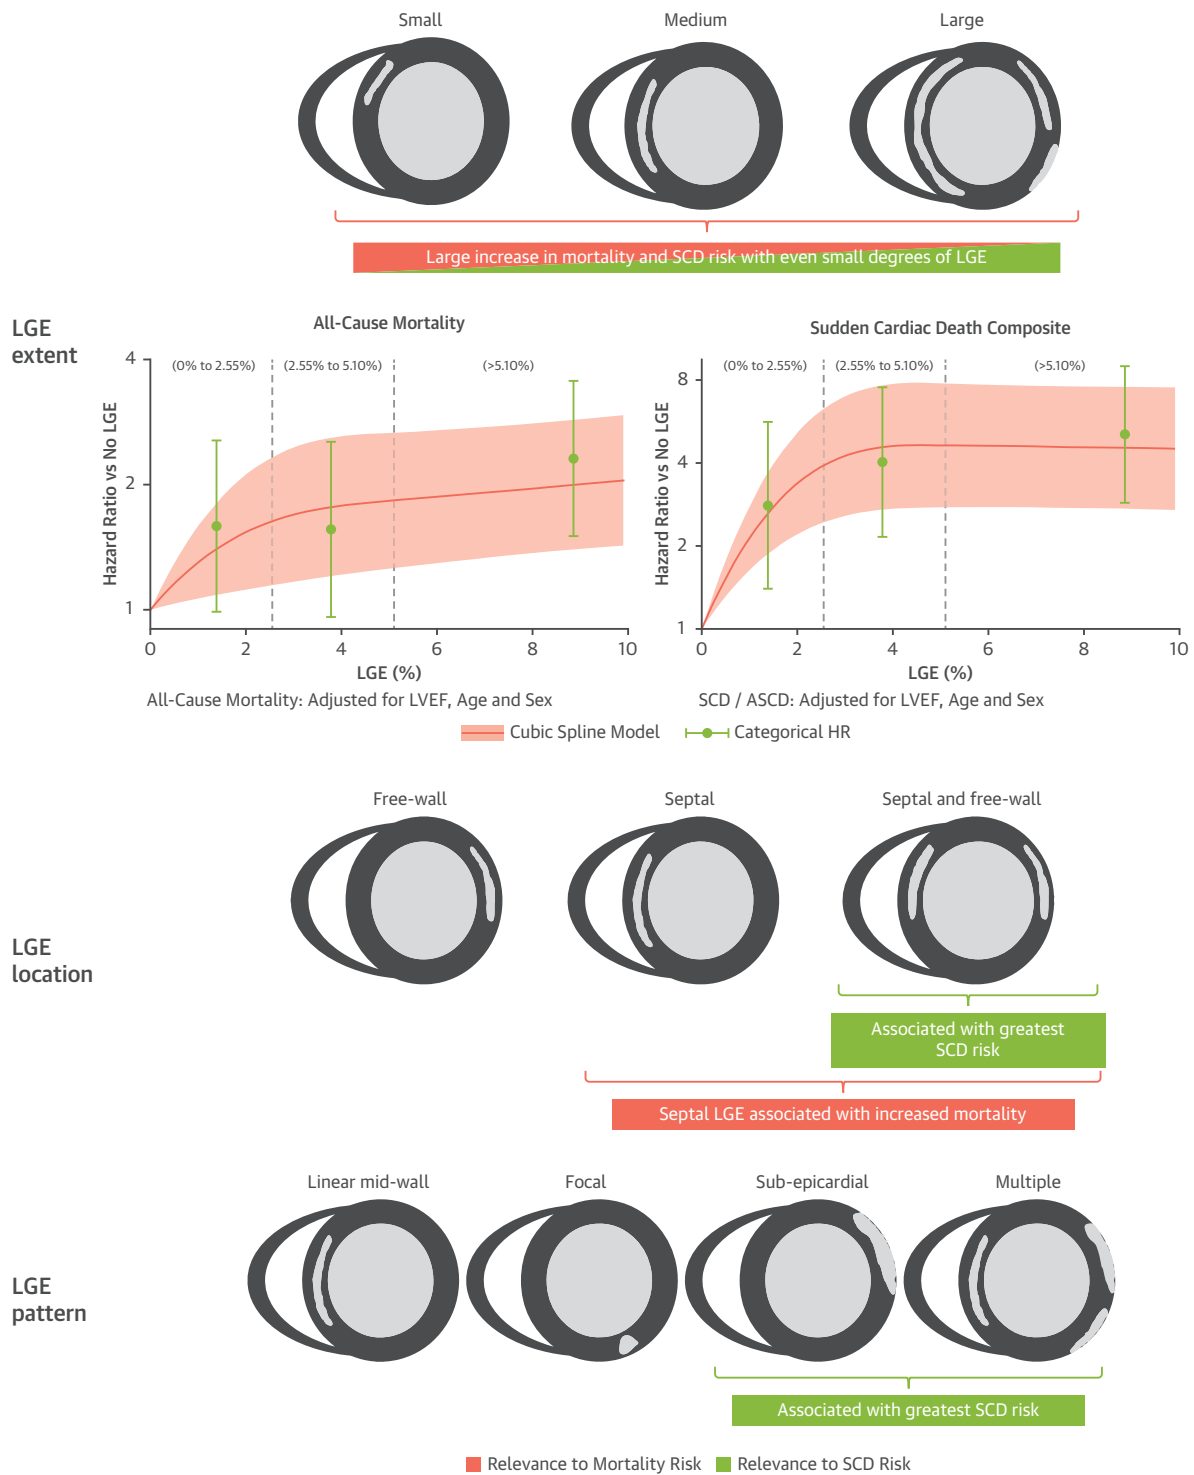 Small
Medium
Large
Large increase in mortality and SCD risk with even small degrees of LGE
LGE
extent
All-Cause Mortality
(0% to 2.55%)
(2.55% to 5.10%)
(>5.10%)
Hazard Ratio vs No LGE
4
2
1
0
2
4
6
8
10
LGE (%)
All-Cause Mortality: Adjusted for LVEF, Age and Sex
Sudden Cardiac Death Composite
(0% to 2.55%)
(2.55% to 5.10%)
(>5.10%)
Hazard Ratio vs No LGE
8
4
2
1
0
2
4
6
8
10
LGE (%)
SCD / ASCD: Adjusted for LVEF, Age and Sex
Cubic Spline Model
Categorical HR
LGE
location
Free-wall
Septal
Septal and free-wall
Associated with greatest
SCD risk
Septal LGE associated with increased mortality
LGE
pattern
Linear mid-wall
Focal
Sub-epicardial
Multiple
Associated with greatest SCD risk
Relevance to Mortality Risk
Relevance to SCD Risk